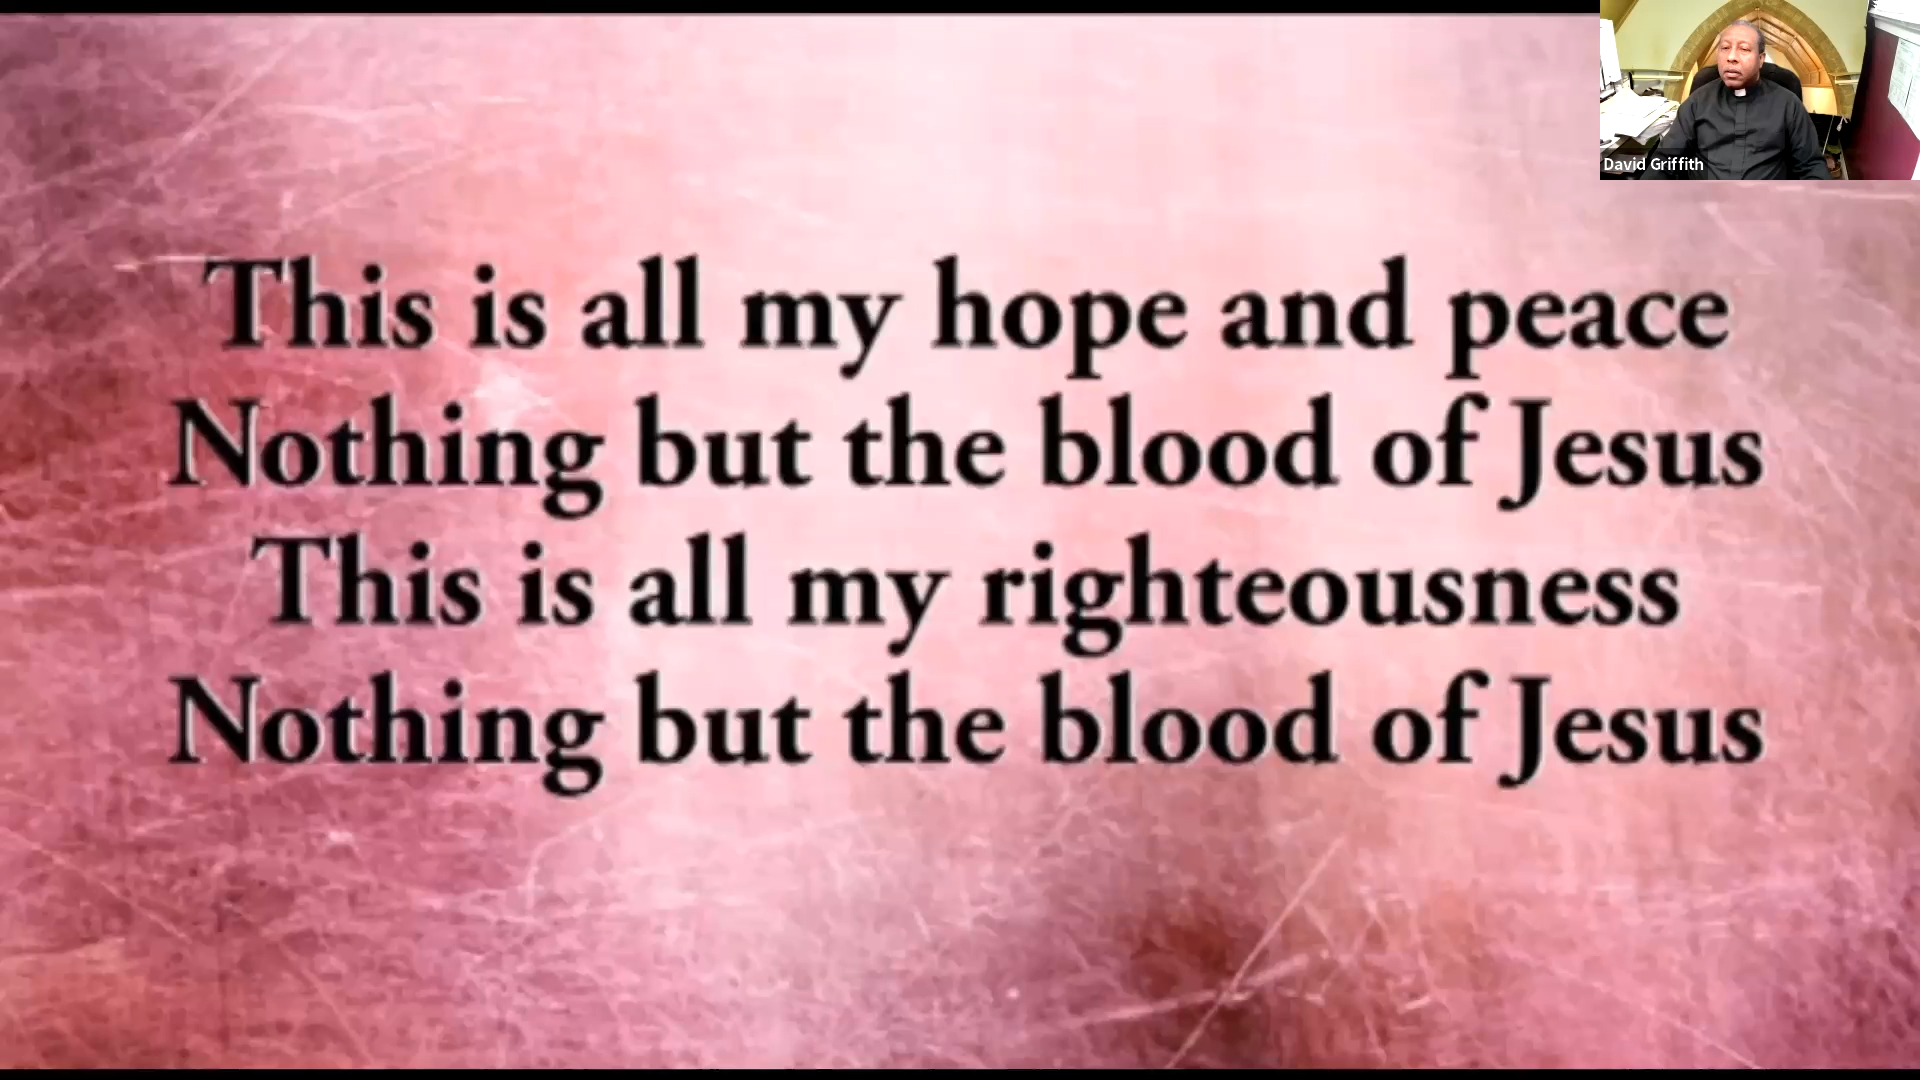 David Griffith
This is all my hope and peace
Nothing but the blood of Jesus
This is all my righteousness
Nothing but the blood of Jesus